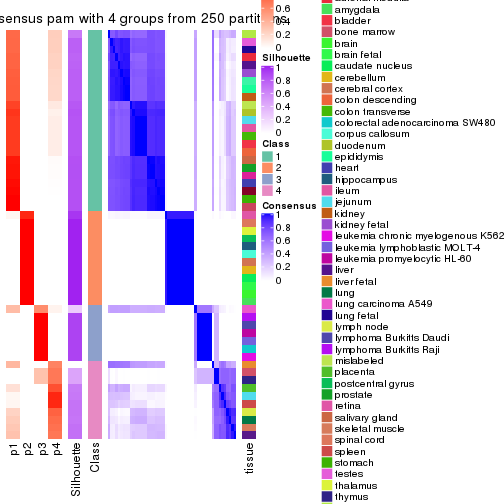 sensus pam with 4 groups from 250 partitions
0.6
0.4
0.2
0
Silhouette
1
0.8
0.6
0.4
0.2
0
Class
1
2
3
4
Consensus
1
0.8
0.6
0.4
0.2
0
p1
p2
p3
p4
Silhouette
Class
tissue
amygdala
bladder
bone marrow
brain
brain fetal
caudate nucleus
cerebellum
cerebral cortex
colon descending
colon transverse
colorectal adenocarcinoma SW480
corpus callosum
duodenum
epididymis
heart
hippocampus
ileum
jejunum
kidney
kidney fetal
leukemia chronic myelogenous K562
leukemia lymphoblastic MOLT-4
leukemia promyelocytic HL-60
liver
liver fetal
lung
lung carcinoma A549
lung fetal
lymph node
lymphoma Burkitts Daudi
lymphoma Burkitts Raji
mislabeled
placenta
postcentral gyrus
prostate
retina
salivary gland
skeletal muscle
spinal cord
spleen
stomach
testes
thalamus
thymus